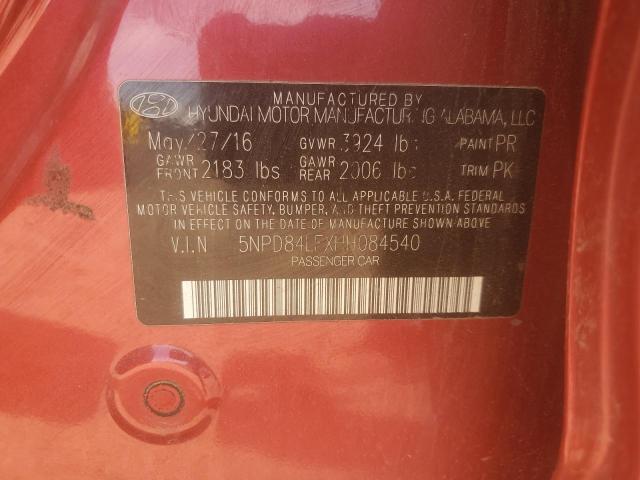 MANUFACTURED BY
HYUNDAI MOTOR MANUFACTURING ALABAMA, LLC
May/27/16 GVWR 3924 lbs PAINT PR
GAWR FRONT 2183 lbs GAWR REAR 2006 lbs TRIM PK
THIS VEHICLE CONFORMS TO ALL APPLICABLE U.S.A. FEDERAL
MOTOR VEHICLE SAFETY, BUMPER, AND THEFT PREVENTION STANDARDS
IN EFFECT ON THE DATE OF MANUFACTURE SHOWN ABOVE
V.I.N 5NPD84LFXHH084540
PASSENGER CAR